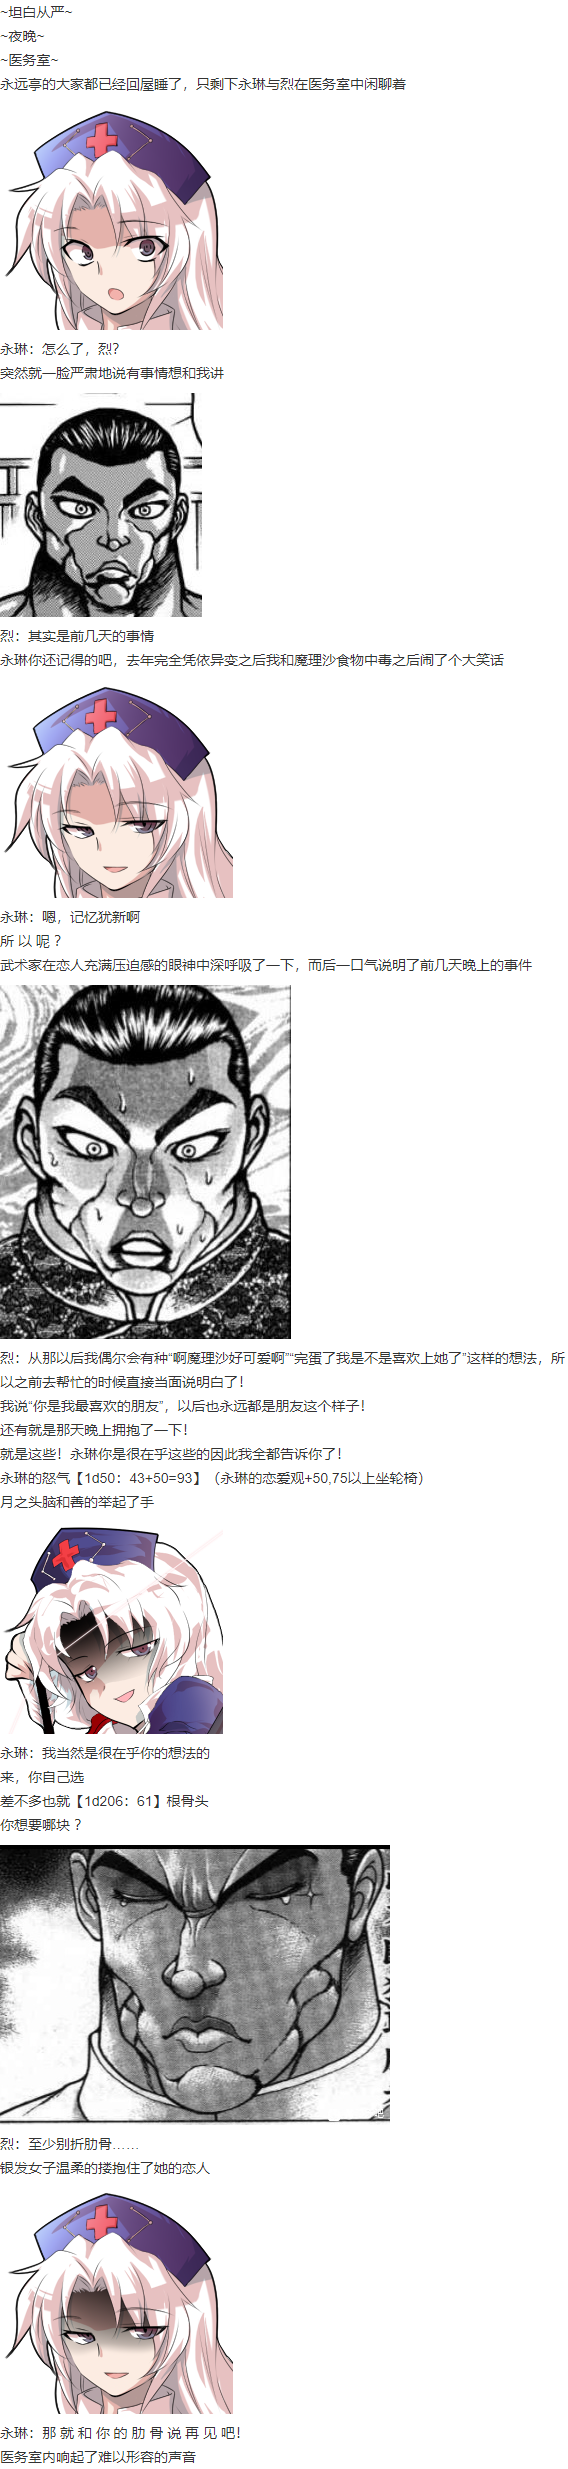 ~坦白从严~
~夜晚~
~医务室~
永远亭的大家都已经回屋睡了，只剩下永琳与烈在医务室中闲聊着
永琳：怎么了，烈？
突然就一脸严肃地说有事情想和我讲
烈：其实是前几天的事情
永琳你还记得的吧，去年完全凭依异变之后我和魔理沙食物中毒之后闹了个大笑话
永琳：嗯，记忆犹新啊
所 以 呢 ？
武术家在恋人充满压迫感的眼神中深呼吸了一下，而后一口气说明了前几天晚上的事件
烈：从那以后我偶尔会有种“啊魔理沙好可爱啊”“完蛋了我是不是喜欢上她了”这样的想法，所
以之前去帮忙的时候直接当面说明白了！
我说“你是我最喜欢的朋友”，以后也永远都是朋友这个样子！
还有就是那天晚上拥抱了一下！
就是这些！永琳你是很在乎这些的因此我全都告诉你了！
永琳的怒气【1d50：43+50=93】（永琳的恋爱观+50,75以上坐轮椅）
月之头脑和善的举起了手
永琳：我当然是很在乎你的想法的
来，你自己选
差不多也就【1d206：61】根骨头
你想要哪块？
烈：至少别折肋骨……
银发女子温柔的搂抱住了她的恋人
永琳：那 就 和 你 的 肋 骨 说 再 见 吧！
医务室内响起了难以形容的声音